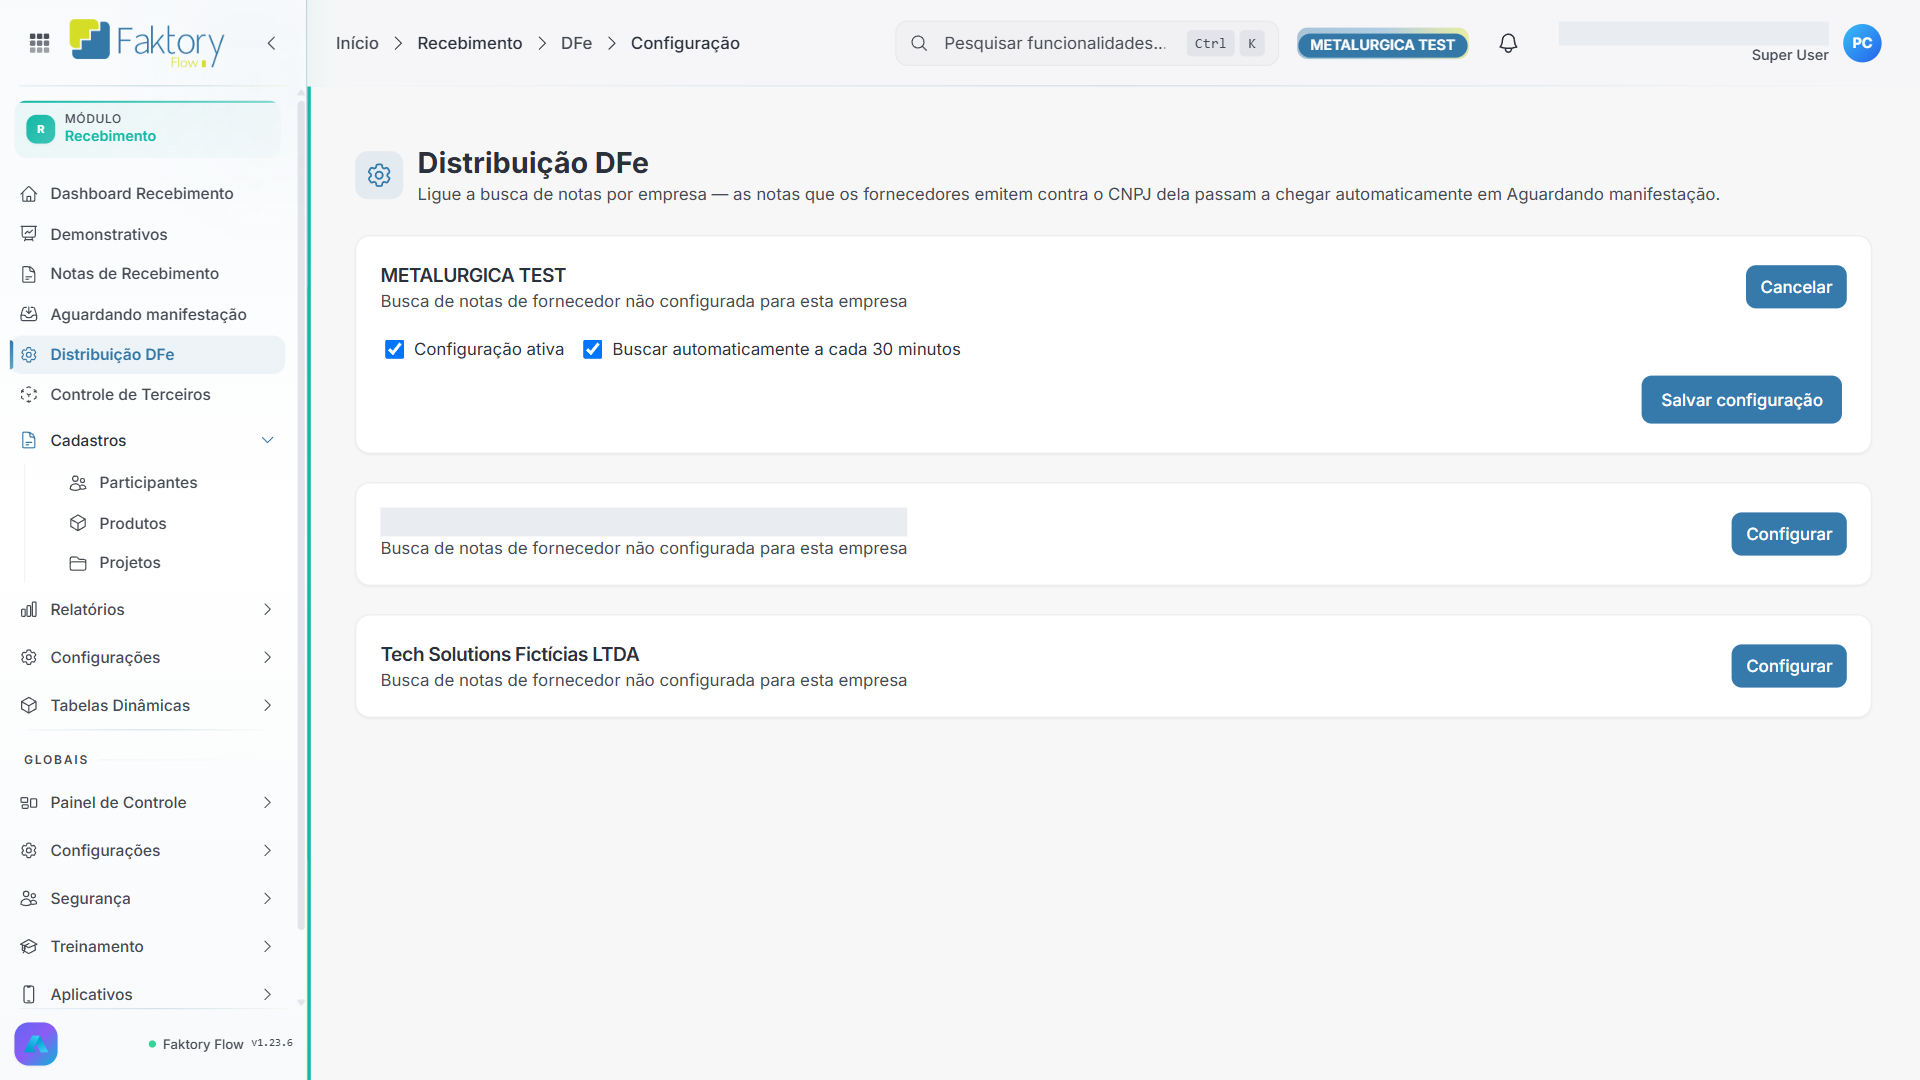 Faktory
Flow
Início
Recebimento
DFe
Configuração
Pesquisar funcionalidades...
Ctrl
K
METALURGICA TEST
Super User
PC
R
MÓDULO
Recebimento
Dashboard Recebimento
Demonstrativos
Notas de Recebimento
Aguardando manifestação
Distribuição DFe
Controle de Terceiros
Cadastros
Participantes
Produtos
Projetos
Relatórios
Configurações
Tabelas Dinâmicas
GLOBAIS
Painel de Controle
Configurações
Segurança
Treinamento
Aplicativos
Faktory Flow v1.23.6
Distribuição DFe
Ligue a busca de notas por empresa — as notas que os fornecedores emitem contra o CNPJ dela passam a chegar automaticamente em Aguardando manifestação.
METALURGICA TEST
Busca de notas de fornecedor não configurada para esta empresa
Cancelar
Configuração ativa
Buscar automaticamente a cada 30 minutos
Salvar configuração
Busca de notas de fornecedor não configurada para esta empresa
Configurar
Tech Solutions Fictícias LTDA
Busca de notas de fornecedor não configurada para esta empresa
Configurar